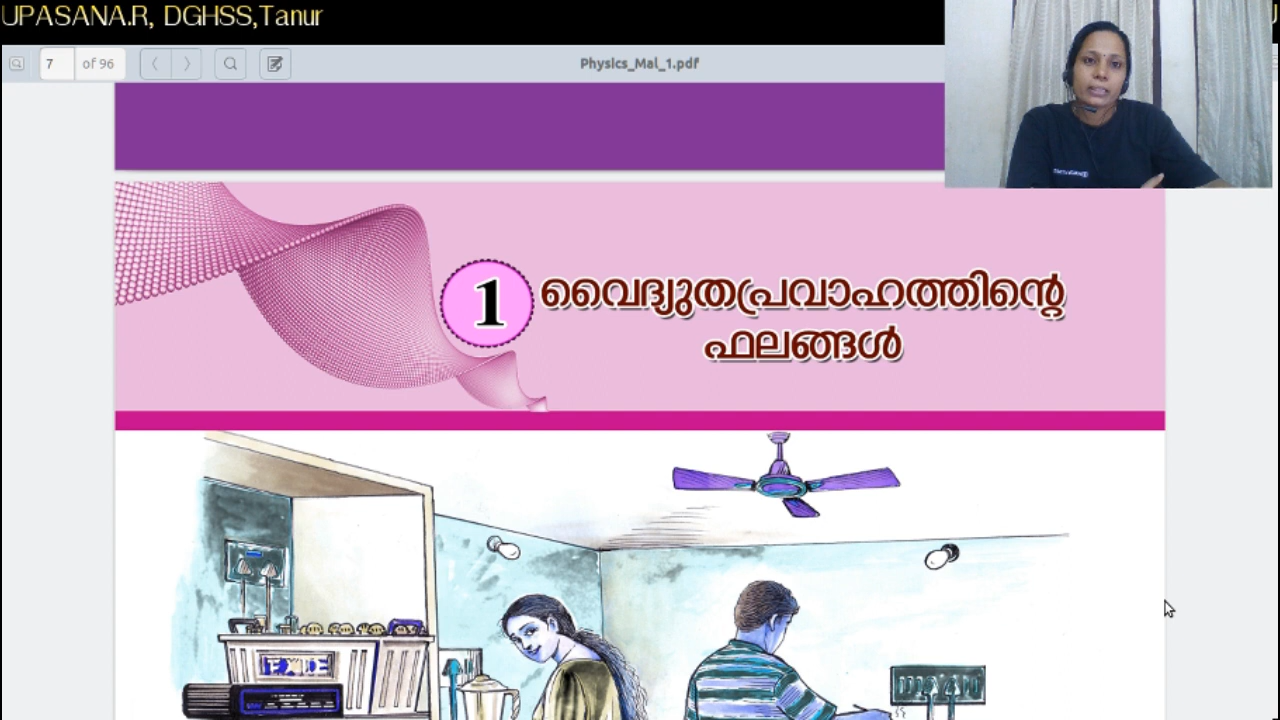 UPASANA.R, DGHSS,Tanur
7
of 96
Physics_Mal_1.pdf
1
വൈദ്യുതപ്രവാഹത്തിന്റെ
ഫലങ്ങൾ
EXIDE